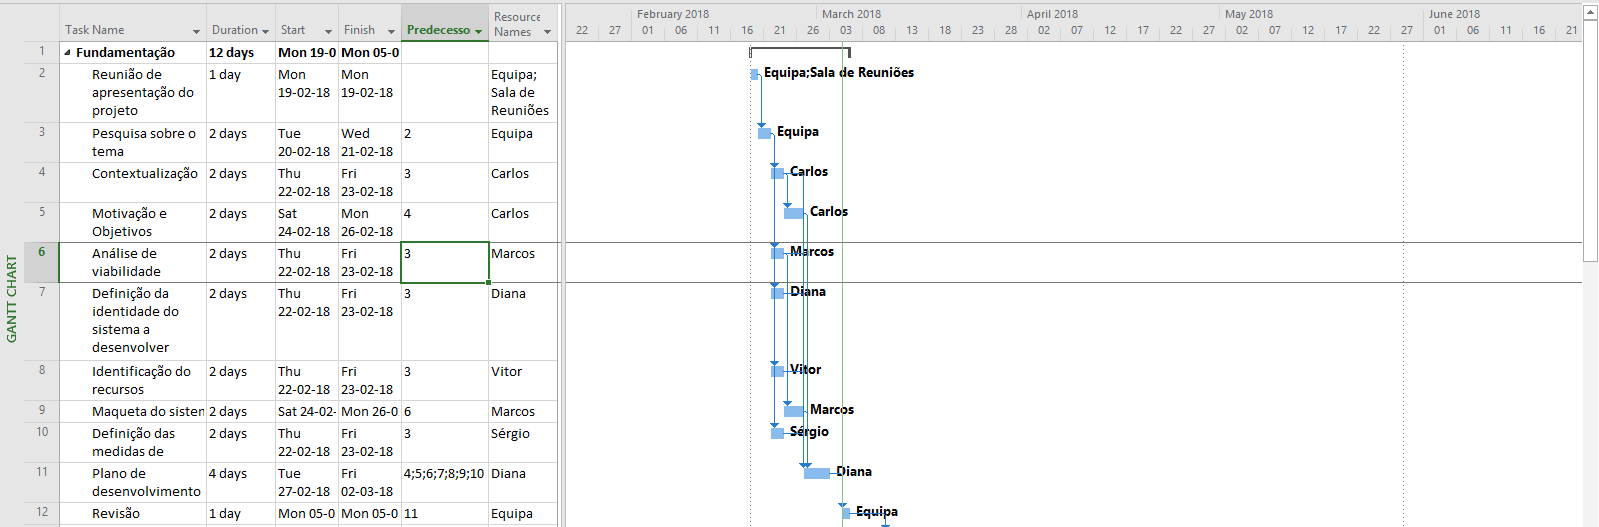 February 2018 March 2018 April 2018 May 2018 June 2018
Task Name Duration Start Finish Predecesso Resource Names
22 27 01 06 11 16 21 26 03 08 13 18 23 28 02 07 12 17 22 27 01 06 11 16 21
GANTT CHART
1 Fundamentação 12 days Mon 19-0 Mon 05-0
2 Reunião de 1 day Mon Mon Equipa;
apresentação do 19-02-18 19-02-18 Sala de
projeto Reuniões
Equipa;Sala de Reuniões
3 Pesquisa sobre o 2 days Tue Wed 2 Equipa
tema 20-02-18 21-02-18
Equipa
4 Contextualização 2 days Thu Fri 3 Carlos
22-02-18 23-02-18
Carlos
5 Motivação e 2 days Sat Mon 4 Carlos
Objetivos 24-02-18 26-02-18
Carlos
6 Análise de 2 days Thu Fri 3 Marcos
viabilidade 22-02-18 23-02-18
Marcos
7 Definição da 2 days Thu Fri 3 Diana
identidade do 22-02-18 23-02-18
sistema a
desenvolver
Diana
8 Identificação do 2 days Thu Fri 3 Vitor
recursos 22-02-18 23-02-18
Vitor
9 Maqueta do sisten 2 days Sat 24-02- Mon 26-0 6 Marcos
Marcos
10 Definição das 2 days Thu Fri 3 Sérgio
medidas de 22-02-18 23-02-18
Sérgio
11 Plano de 4 days Tue Fri 4;5;6;7;8;9;10 Diana
desenvolvimento 27-02-18 02-03-18
Diana
12 Revisão 1 day Mon 05-0 Mon 05-0 11 Equipa
Equipa